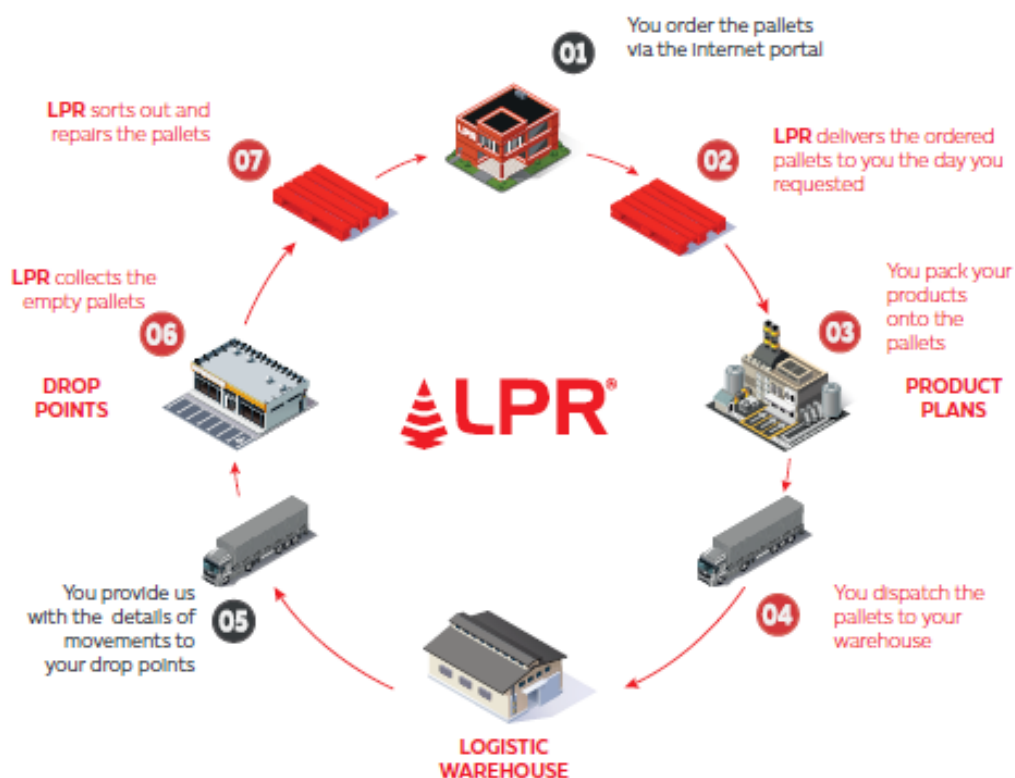 01
You order the pallets
via the Internet portal
LPR
02
LPR delivers the ordered
pallets to you the day you
requested
03
You pack your
products
onto the
pallets
PRODUCT
PLANS
04
You dispatch the
pallets to your
warehouse
LOGISTIC
WAREHOUSE
05
You provide us
with the details of
movements to
your drop points
06
LPR collects the
empty pallets
DROP
POINTS
07
LPR sorts out and
repairs the pallets
LPR®